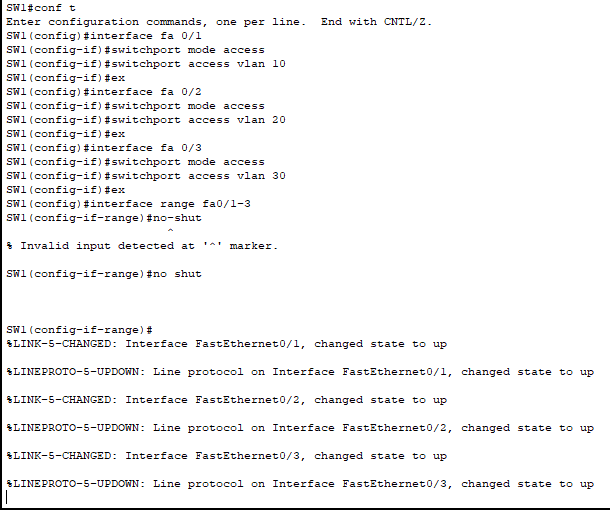 SW1#conf t
Enter configuration commands, one per line.  End with CNTL/Z.
SW1(config)#interface fa 0/1
SW1(config-if)#switchport mode access
SW1(config-if)#switchport access vlan 10
SW1(config-if)#ex
SW1(config)#interface fa 0/2
SW1(config-if)#switchport mode access
SW1(config-if)#switchport access vlan 20
SW1(config-if)#ex
SW1(config)#interface fa 0/3
SW1(config-if)#switchport mode access
SW1(config-if)#switchport access vlan 30
SW1(config-if)#ex
SW1(config)#interface range fa0/1-3
SW1(config-if-range)#no-shut
^
% Invalid input detected at '^' marker.
SW1(config-if-range)#no shut
SW1(config-if-range)#
%LINK-5-CHANGED: Interface FastEthernet0/1, changed state to up
%LINEPROTO-5-UPDOWN: Line protocol on Interface FastEthernet0/1, changed state to up
%LINK-5-CHANGED: Interface FastEthernet0/2, changed state to up
%LINEPROTO-5-UPDOWN: Line protocol on Interface FastEthernet0/2, changed state to up
%LINK-5-CHANGED: Interface FastEthernet0/3, changed state to up
%LINEPROTO-5-UPDOWN: Line protocol on Interface FastEthernet0/3, changed state to up